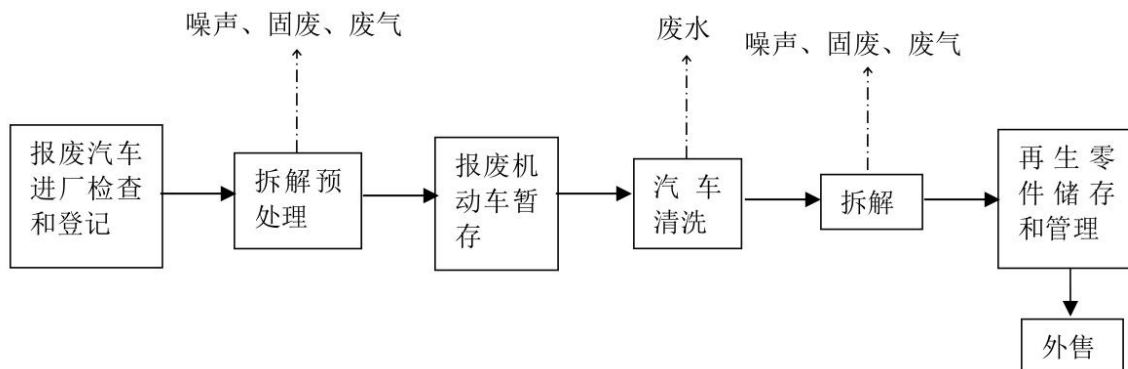 噪声、固废、废气
废水
噪声、固废、废气
报废汽车
进厂检查
和登记
拆解预
处理
报废机
动车暂
存
汽车
清洗
拆解
再生零
件储存
和管理
外售